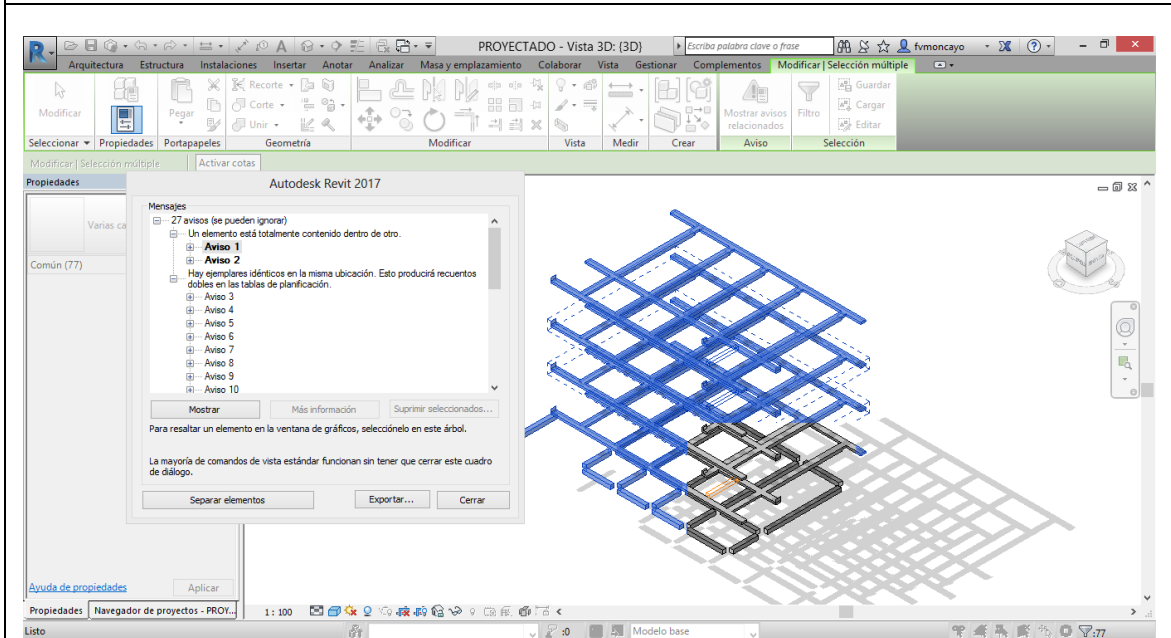 PROYECTADO - Vista 3D: {3D}
Escriba palabra clave o frase
fvmoncayo
Arquitectura Estructura Instalaciones Insertar Anotar Analizar Masa y emplazamiento Colaborar Vista Gestionar Complementos Modificar | Selección múltiple
Modificar
Pegar
Recorte
Corte
Unir
Mostrar avisos relacionados
Filtro
Guardar
Cargar
Editar
Seleccionar Propiedades Portapapeles Geometría Modificar Vista Medir Crear Aviso Selección
Modificar | Selección múltiple Activar cotas
Propiedades
Varias ca
Común (77)
Autodesk Revit 2017
Mensajes
27 avisos (se pueden ignorar)
Un elemento está totalmente contenido dentro de otro.
Aviso 1
Aviso 2
Hay ejemplares idénticos en la misma ubicación. Esto producirá recuentos
dobles en las tablas de planificación.
Aviso 3
Aviso 4
Aviso 5
Aviso 6
Aviso 7
Aviso 8
Aviso 9
Aviso 10
Mostrar Más información Suprimir seleccionados...
Para resaltar un elemento en la ventana de gráficos, selecciónelo en este árbol.
La mayoría de comandos de vista estándar funcionan sin tener que cerrar este cuadro
de diálogo.
Separar elementos Exportar... Cerrar
Ayuda de propiedades Aplicar
Propiedades Navegador de proyectos - PROY...
1 : 100
Listo
:0
Modelo base
:77